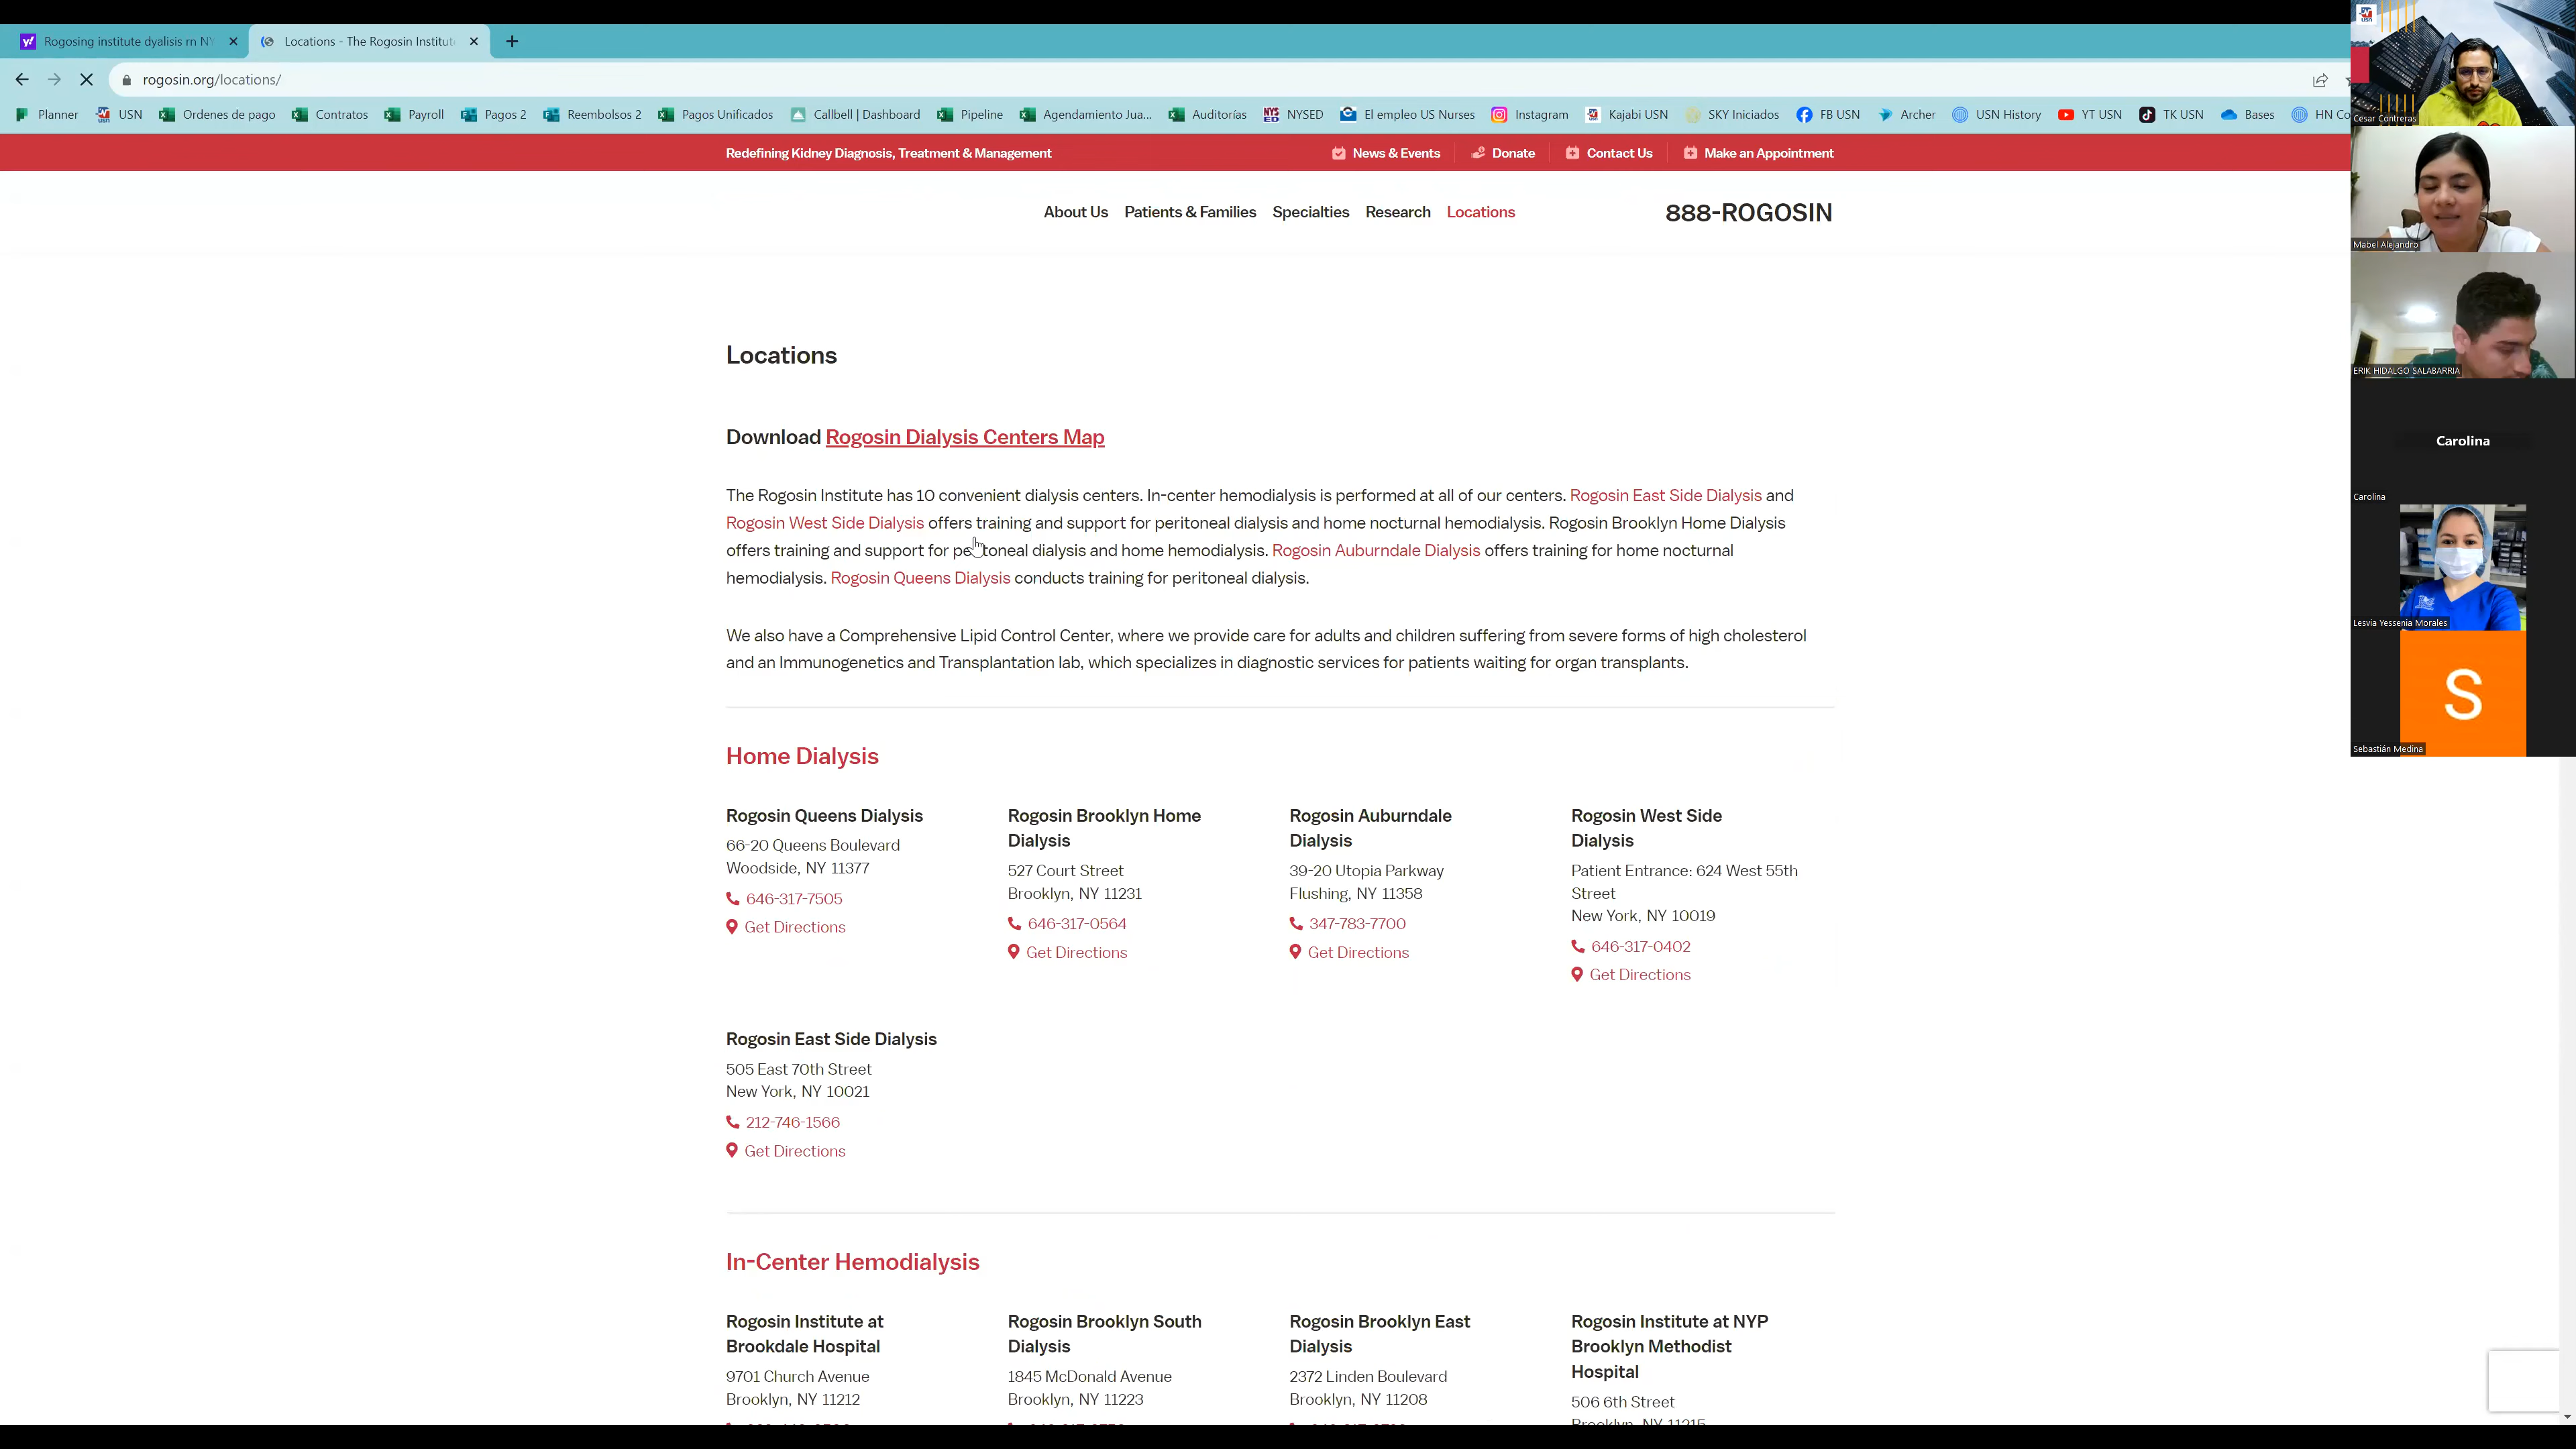 Rogosing institute dyalisis rn NY
Locations - The Rogosin Institute
rogosin.org/locations/
Planner
USN
Ordenes de pago
Contratos
Payroll
Pagos 2
Reembolsos 2
Pagos Unificados
Callbell | Dashboard
Pipeline
Agendamiento Jua...
Auditorías
NYSED
El empleo US Nurses
Instagram
Kajabi USN
SKY Iniciados
FB USN
Archer
USN History
YT USN
TK USN
Bases
HN Co
Redefining Kidney Diagnosis, Treatment & Management
News & Events
Donate
Contact Us
Make an Appointment
About Us
Patients & Families
Specialties
Research
Locations
888-ROGOSIN
Locations
Download Rogosin Dialysis Centers Map
The Rogosin Institute has 10 convenient dialysis centers. In-center hemodialysis is performed at all of our centers. Rogosin East Side Dialysis and
Rogosin West Side Dialysis offers training and support for peritoneal dialysis and home nocturnal hemodialysis. Rogosin Brooklyn Home Dialysis
offers training and support for peritoneal dialysis and home hemodialysis. Rogosin Auburndale Dialysis offers training for home nocturnal
hemodialysis. Rogosin Queens Dialysis conducts training for peritoneal dialysis.
We also have a Comprehensive Lipid Control Center, where we provide care for adults and children suffering from severe forms of high cholesterol
and an Immunogenetics and Transplantation lab, which specializes in diagnostic services for patients waiting for organ transplants.
Home Dialysis
Rogosin Queens Dialysis
66-20 Queens Boulevard
Woodside, NY 11377
646-317-7505
Get Directions
Rogosin Brooklyn Home
Dialysis
527 Court Street
Brooklyn, NY 11231
646-317-0564
Get Directions
Rogosin Auburndale
Dialysis
39-20 Utopia Parkway
Flushing, NY 11358
347-783-7700
Get Directions
Rogosin West Side
Dialysis
Patient Entrance: 624 West 55th
Street
New York, NY 10019
646-317-0402
Get Directions
Rogosin East Side Dialysis
505 East 70th Street
New York, NY 10021
212-746-1566
Get Directions
In-Center Hemodialysis
Rogosin Institute at
Brookdale Hospital
9701 Church Avenue
Brooklyn, NY 11212
Rogosin Brooklyn South
Dialysis
1845 McDonald Avenue
Brooklyn, NY 11223
Rogosin Brooklyn East
Dialysis
2372 Linden Boulevard
Brooklyn, NY 11208
Rogosin Institute at NYP
Brooklyn Methodist
Hospital
506 6th Street
Brooklyn, NY 11215
Cesar Contreras
Mabel Alejandro
ERIK HIDALGO SALABARRIA
Carolina
Carolina
Lesvia Yessenia Morales
S
Sebastián Medina